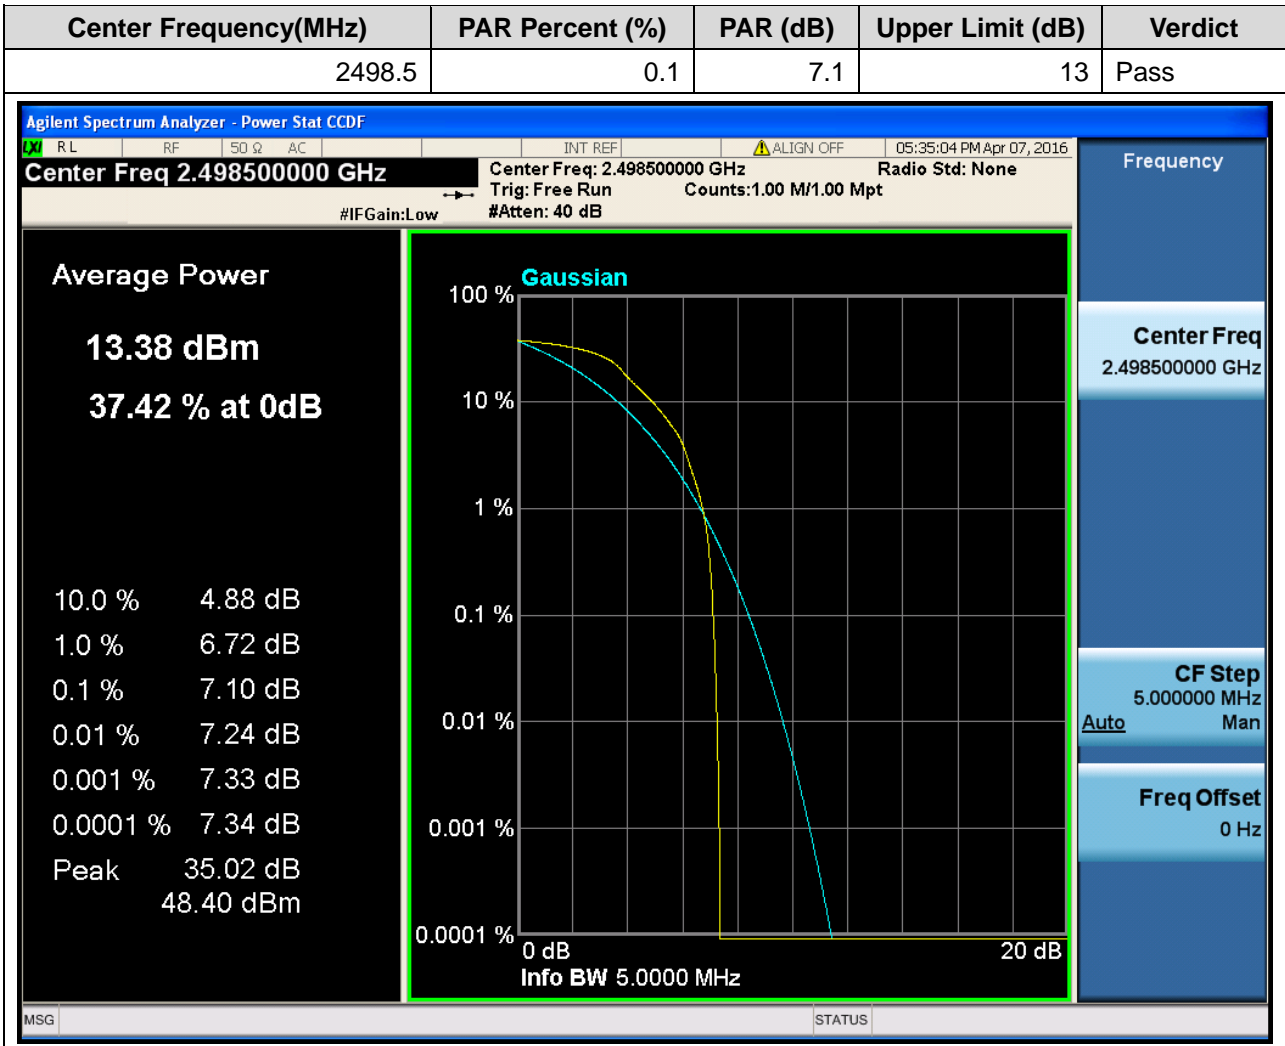 Center Frequency(MHz) PAR Percent (%) PAR (dB) Upper Limit (dB) Verdict
2498.5 0.1 7.1 13 Pass
Agilent Spectrum Analyzer - Power Stat CCDF
LXI RL RF 50 Ω AC INT REF ALIGN OFF 05:35:04 PM Apr 07, 2016
Center Freq 2.498500000 GHz
Center Freq: 2.498500000 GHz Radio Std: None
Trig: Free Run Counts:1.00 M/1.00 Mpt
#IFGain:Low #Atten: 40 dB
Average Power
13.38 dBm
37.42 % at 0dB
10.0 % 4.88 dB
1.0 % 6.72 dB
0.1 % 7.10 dB
0.01 % 7.24 dB
0.001 % 7.33 dB
0.0001 % 7.34 dB
Peak 35.02 dB
48.40 dBm
Gaussian
100 %
10 %
1 %
0.1 %
0.01 %
0.001 %
0.0001 %
0 dB 20 dB
Info BW 5.0000 MHz
Frequency
Center Freq
2.498500000 GHz
CF Step
5.000000 MHz
Auto Man
Freq Offset
0 Hz
MSG STATUS